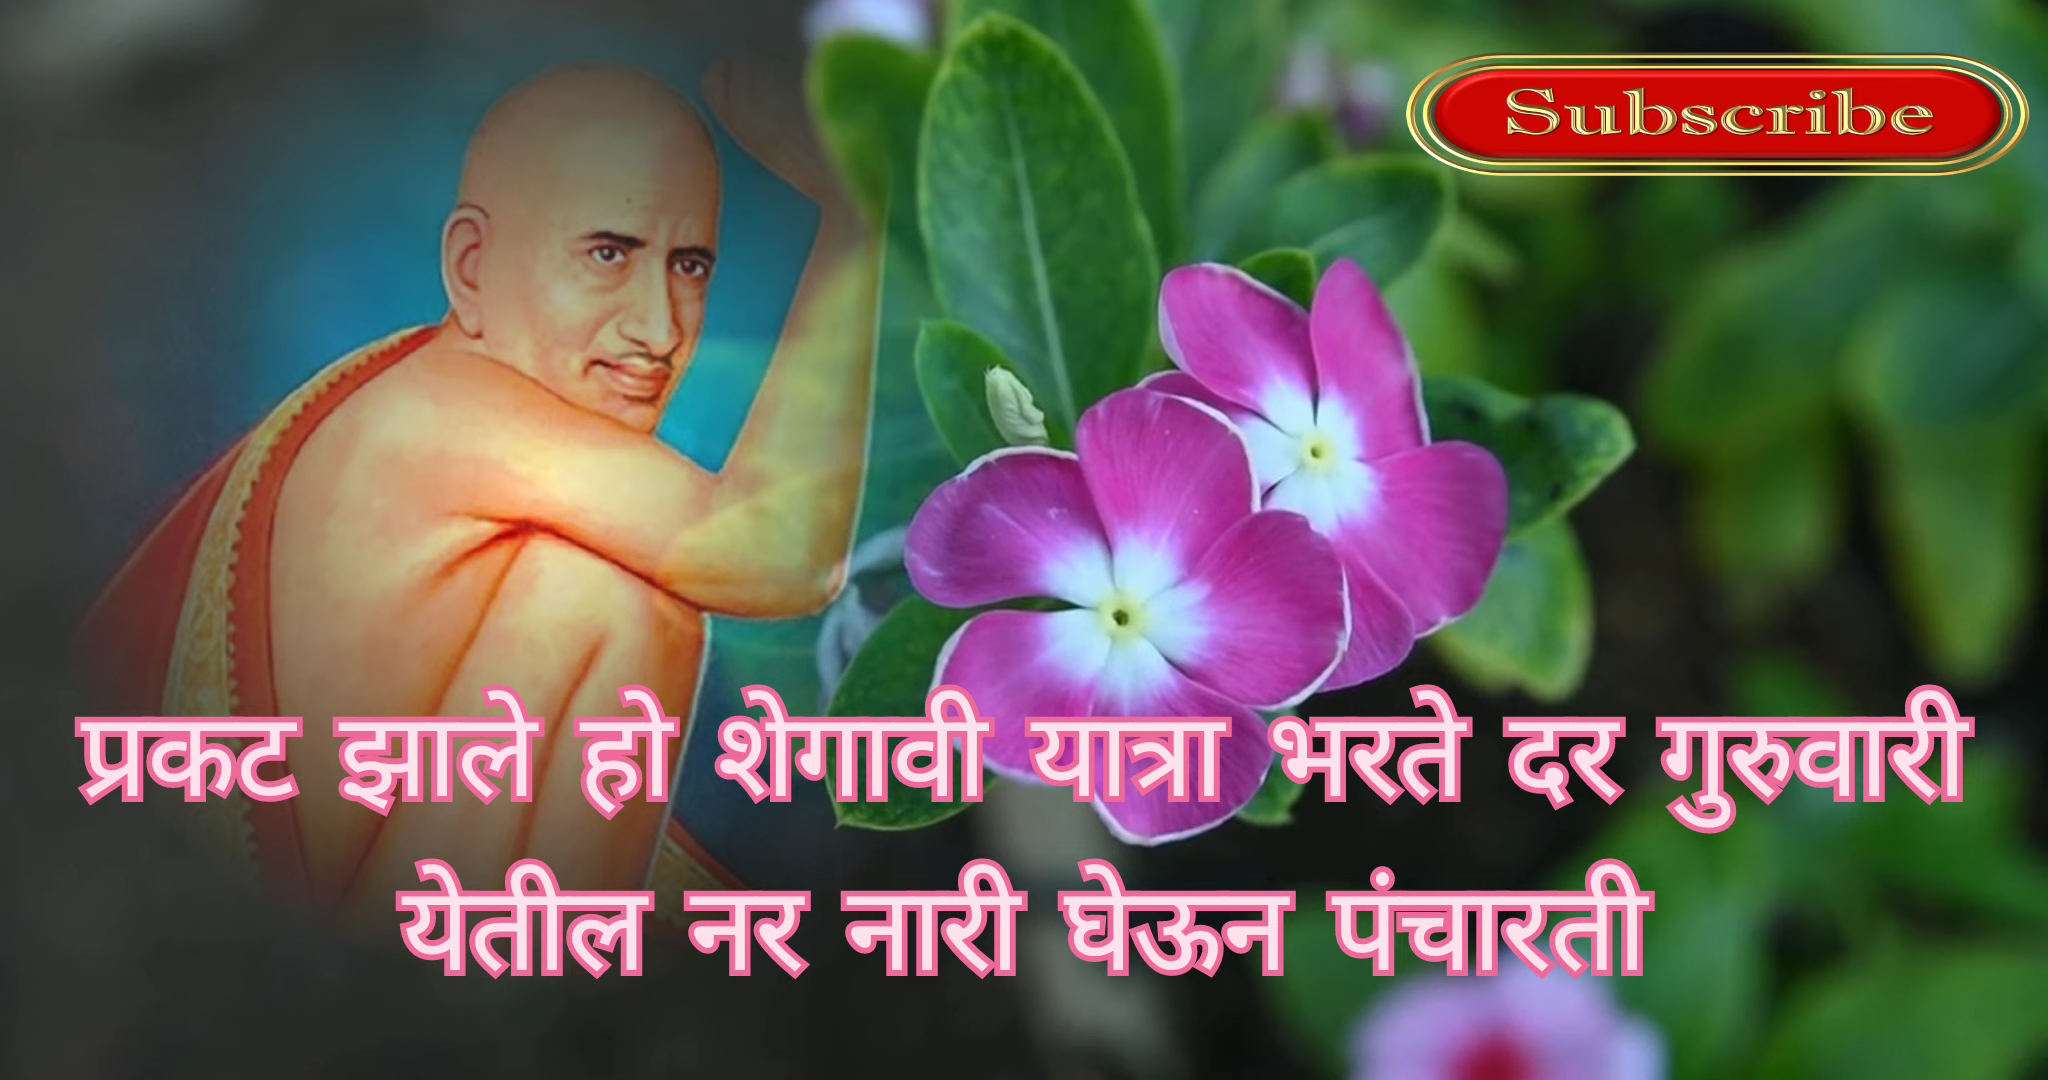 Subscribe
प्रकट झाले हो शेगावी यात्रा भरते दर गुरुवारी
येतील नर नारी घेऊन पंचारती